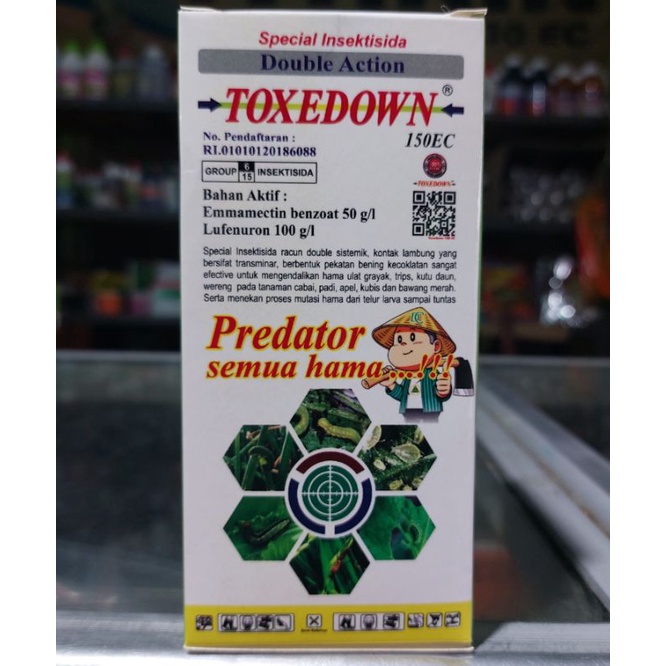 Special Insektisida
Double Action
TOXEDOWN®
150EC
No. Pendaftaran :
RI.01010120186088
GROUP 6 15 INSEKTISIDA
TOXEDOWN
Bahan Aktif :
Emmamectin benzoat 50 g/l
Lufenuron 100 g/l
Special Insektisida racun double sistemik, kontak lambung yang
bersifat transminar, berbentuk pekatan bening kecoklatan sangat
efective untuk mengendalikan hama ulat grayak, trips, kutu daun,
wereng pada tanaman cabai, padi, apel, kubis dan bawang merah.
Serta menekan proses mutasi hama dari telur larva sampai tuntas
Predator
semua hama...!!!